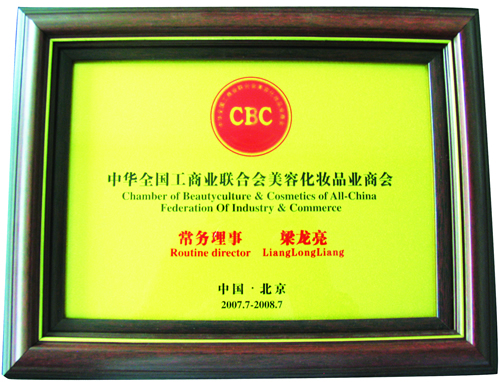 CBC
中华全国工商业联合会美容化妆品业商会
Chamber of Beautyculture & Cosmetics of All-China
Federation Of Industry & Commerce
常务理事 梁龙亮
Routine director LiangLongLiang
中国·北京
2007.7-2008.7